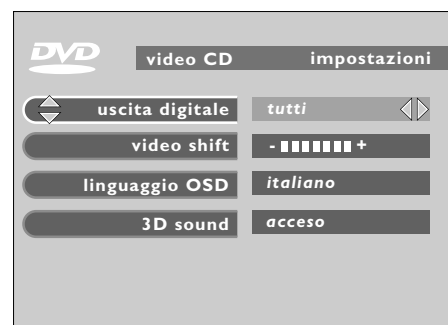 DVD video CD impostazioni
uscita digitale tutti
video shift - +
linguaggio OSD italiano
3D sound acceso